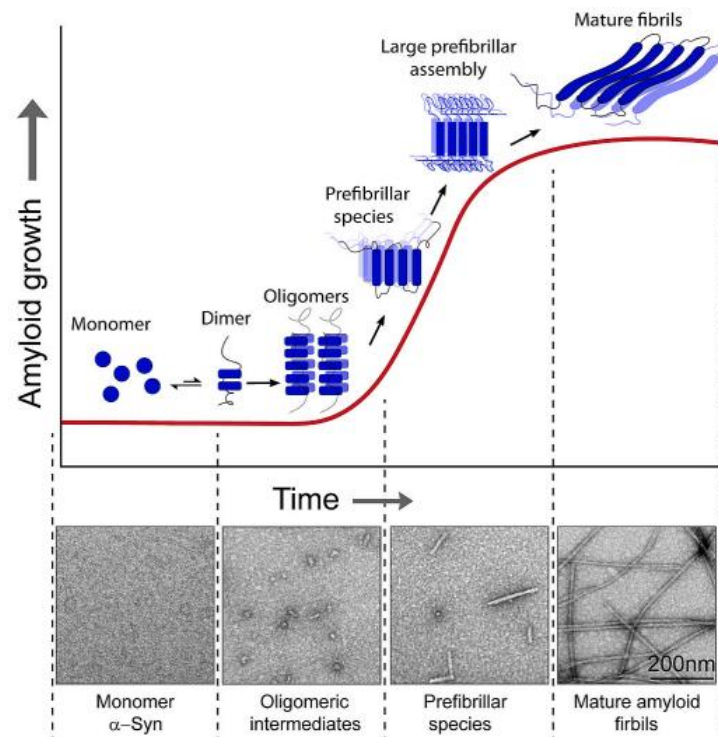 Mature fibrils
Large prefibrillar
assembly
Prefibrillar
species
Oligomers
Dimer
Monomer
Amyloid growth
Time
200nm
Monomer
α–Syn
Oligomeric
intermediates
Prefibrillar
species
Mature amyloid
firbils